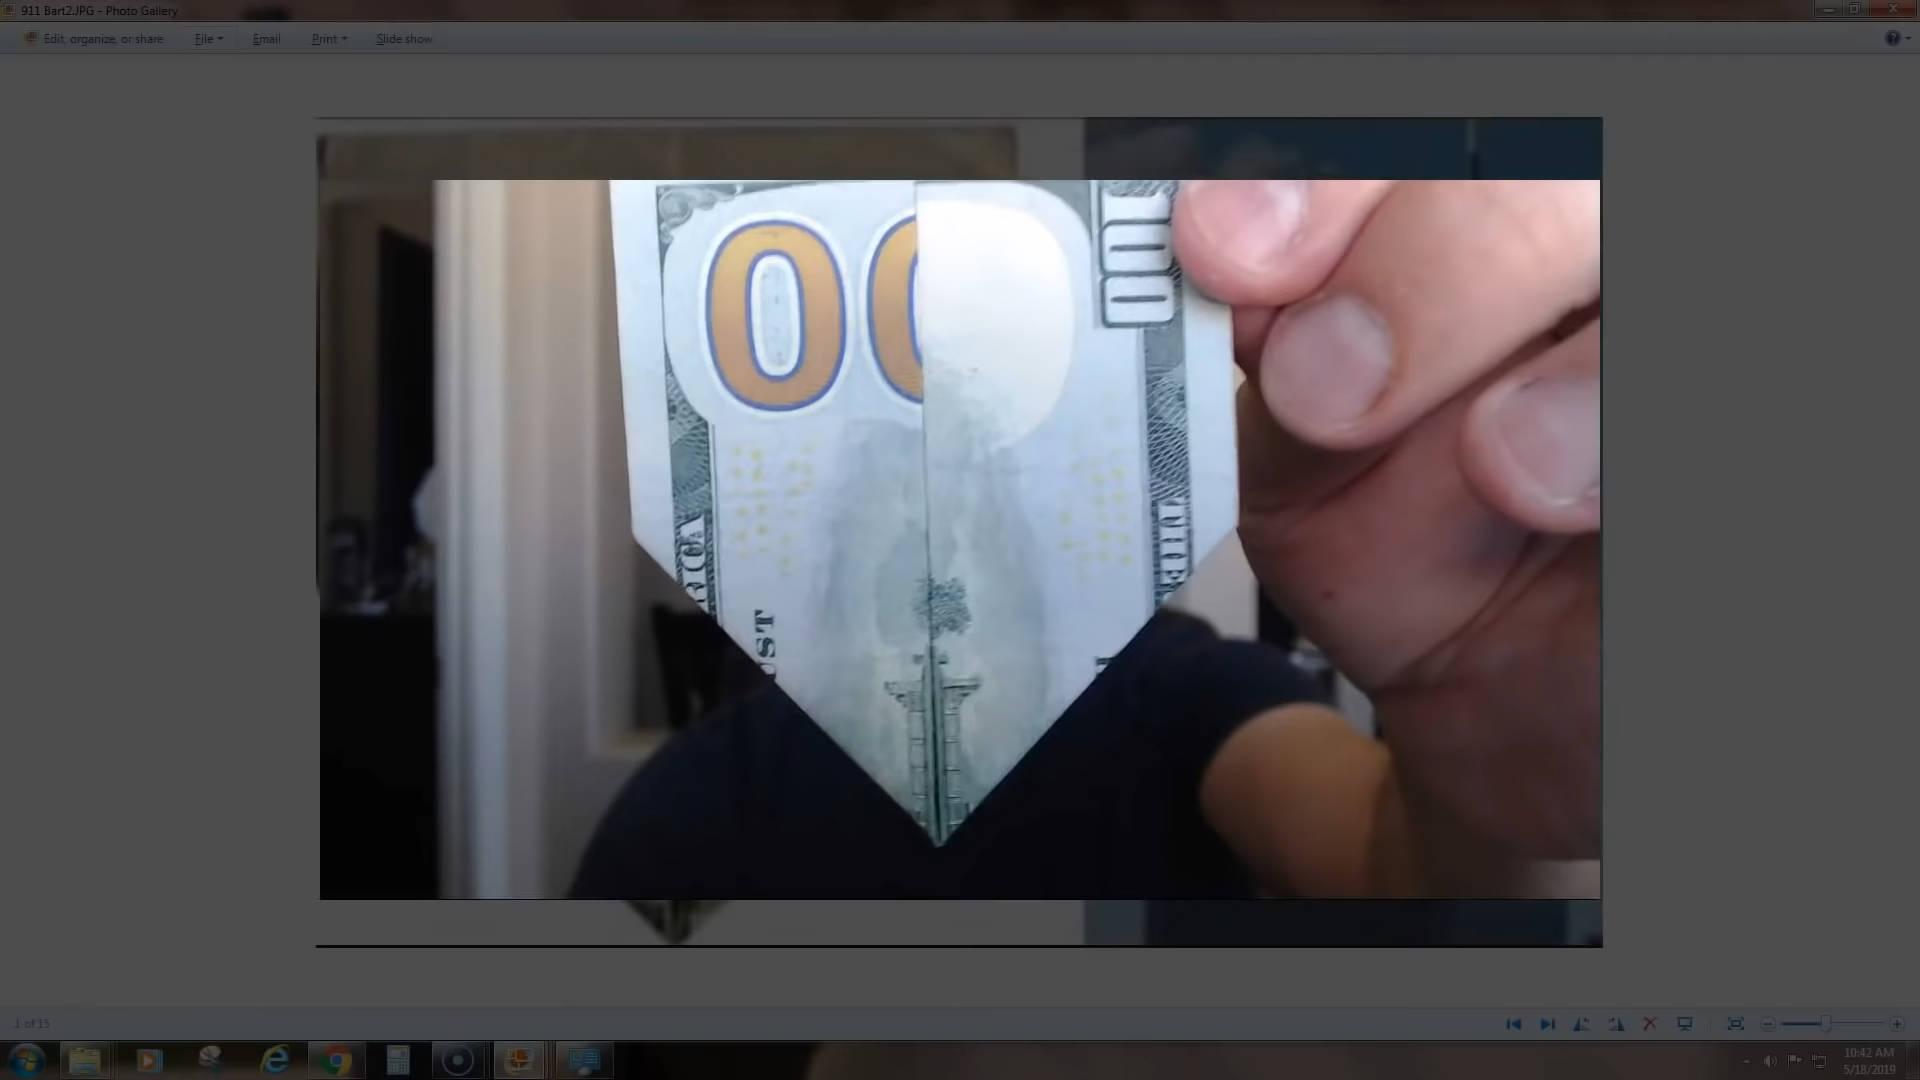 911 Bart2.JPG - Photo Gallery
Edit, organize, or share
File
Email
Print
Slide show
00
100
THE
UST
1 of 15
10:42 AM
5/18/2019